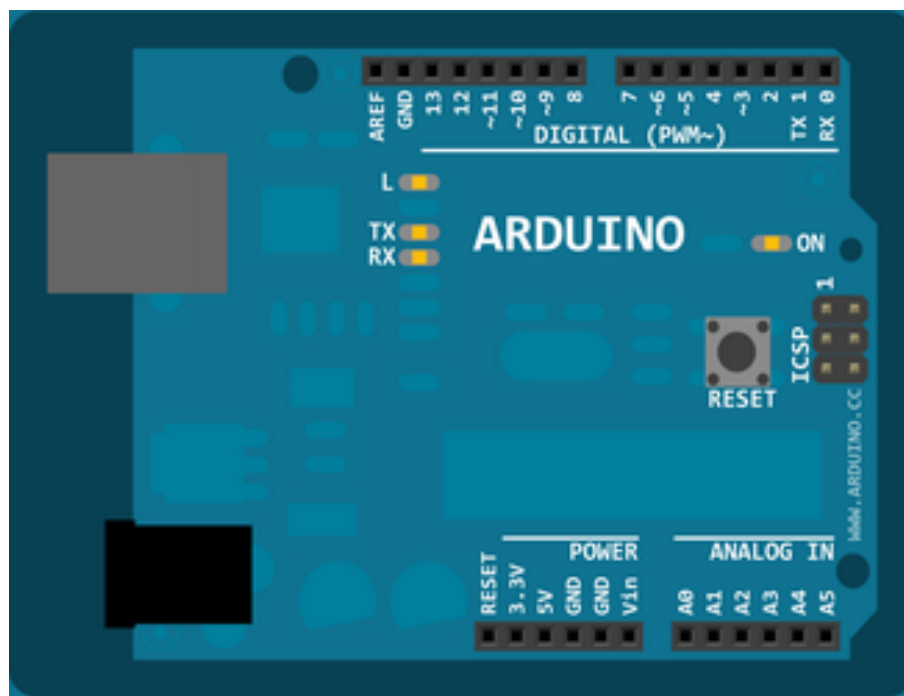 AREF
GND
13
12
~11
~10
~9
8
7
~6
~5
4
~3
2
TX 1
RX 0
DIGITAL (PWM~)
L
TX
RX
ARDUINO
ON
1
ICSP
RESET
WWW.ARDUINO.CC
POWER
ANALOG IN
RESET
3.3V
5V
GND
GND
Vin
A0
A1
A2
A3
A4
A5